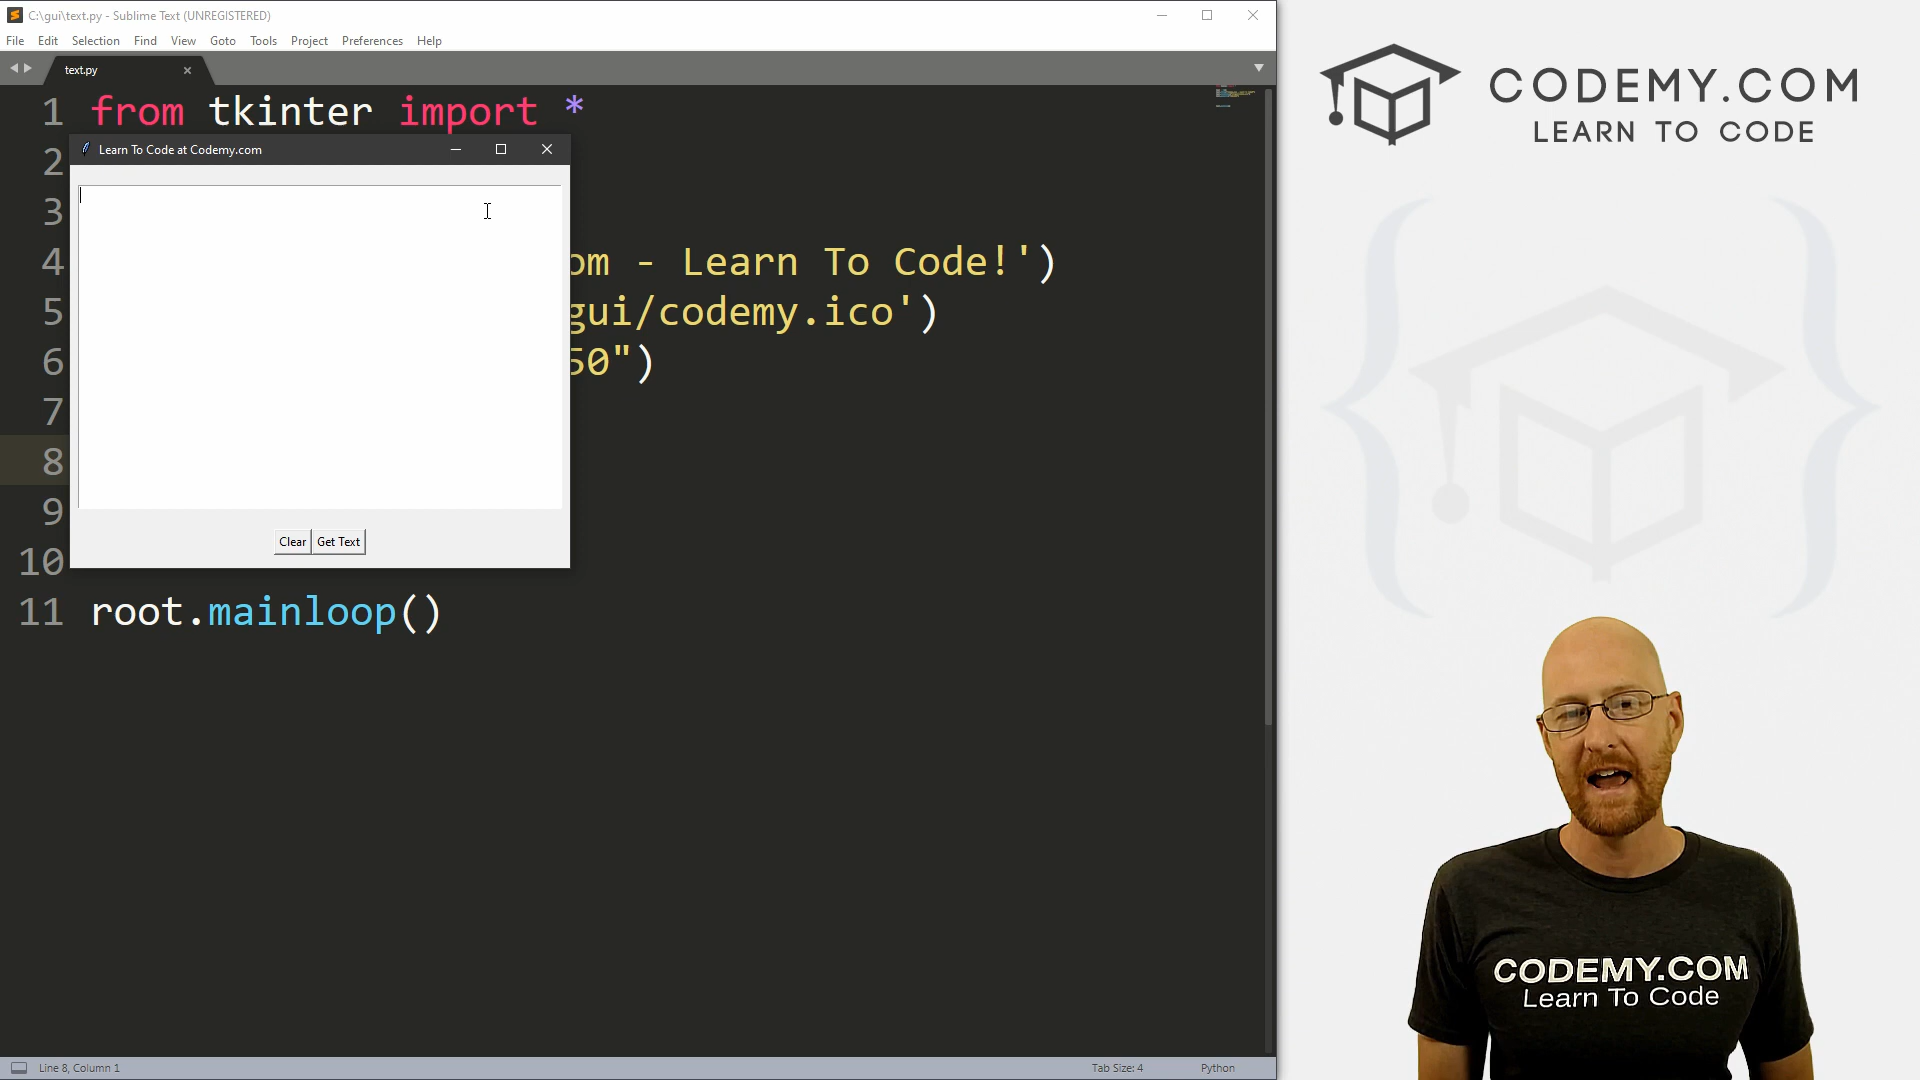 C:\gui\text.py - Sublime Text (UNREGISTERED)
File Edit Selection Find View Goto Tools Project Preferences Help
text.py
1 from tkinter import *
2
Learn To Code at Codemy.com
3
4 om - Learn To Code!')
5 gui/codemy.ico')
6 50")
7
8
9
Clear Get Text
10
11 root.mainloop()
Line 8, Column 1
Tab Size: 4
Python
CODEMY.COM
LEARN TO CODE
CODEMY.COM
Learn To Code